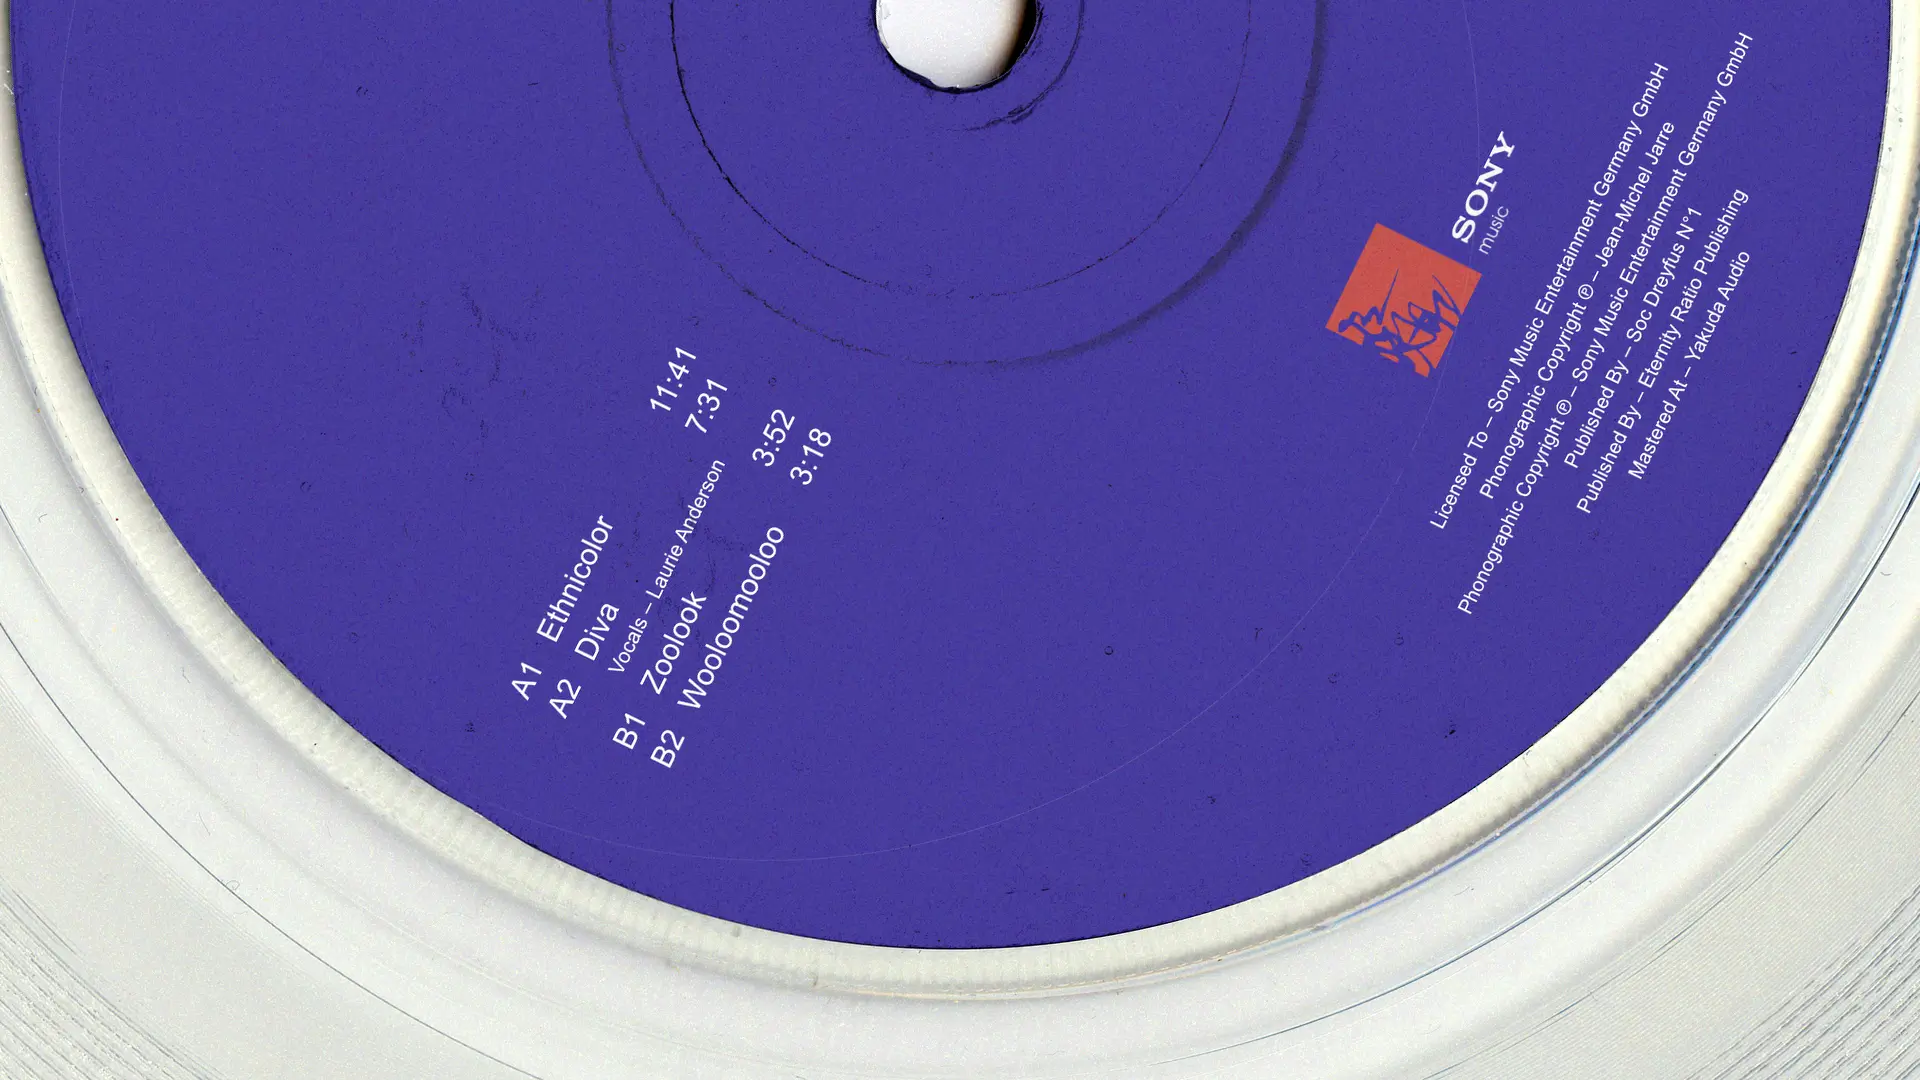 A1 Ethnicolor 11:41
A2 Diva 7:31
Vocals – Laurie Anderson
B1 Zoolook 3:52
B2 Wooloomooloo 3:18
SONY
music
Licensed To – Sony Music Entertainment Germany GmbH
Phonographic Copyright ℗ – Jean-Michel Jarre
Phonographic Copyright ℗ – Sony Music Entertainment Germany GmbH
Published By – Soc Dreyfus N°1
Published By – Eternity Ratio Publishing
Mastered At – Yakuda Audio